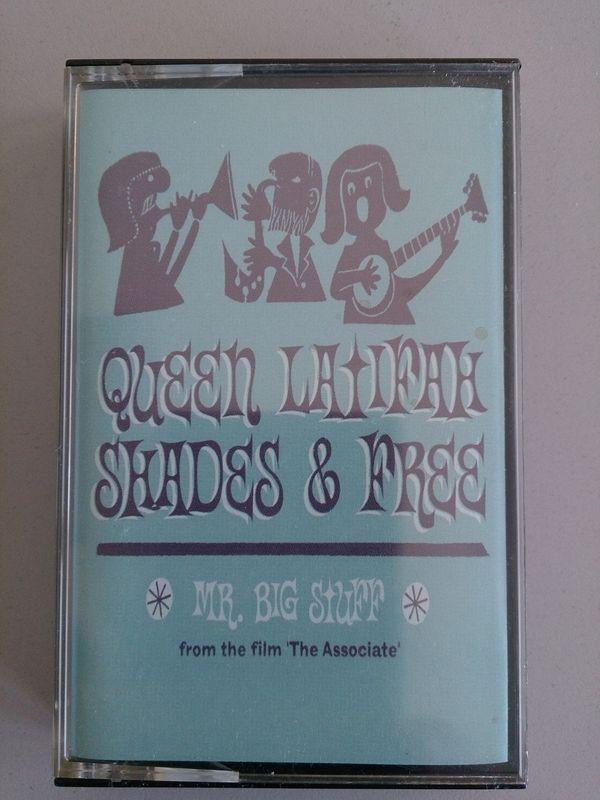 QUEEN LATIFAH
SHADES & FREE
MR. BIG STUFF
from the film 'The Associate'